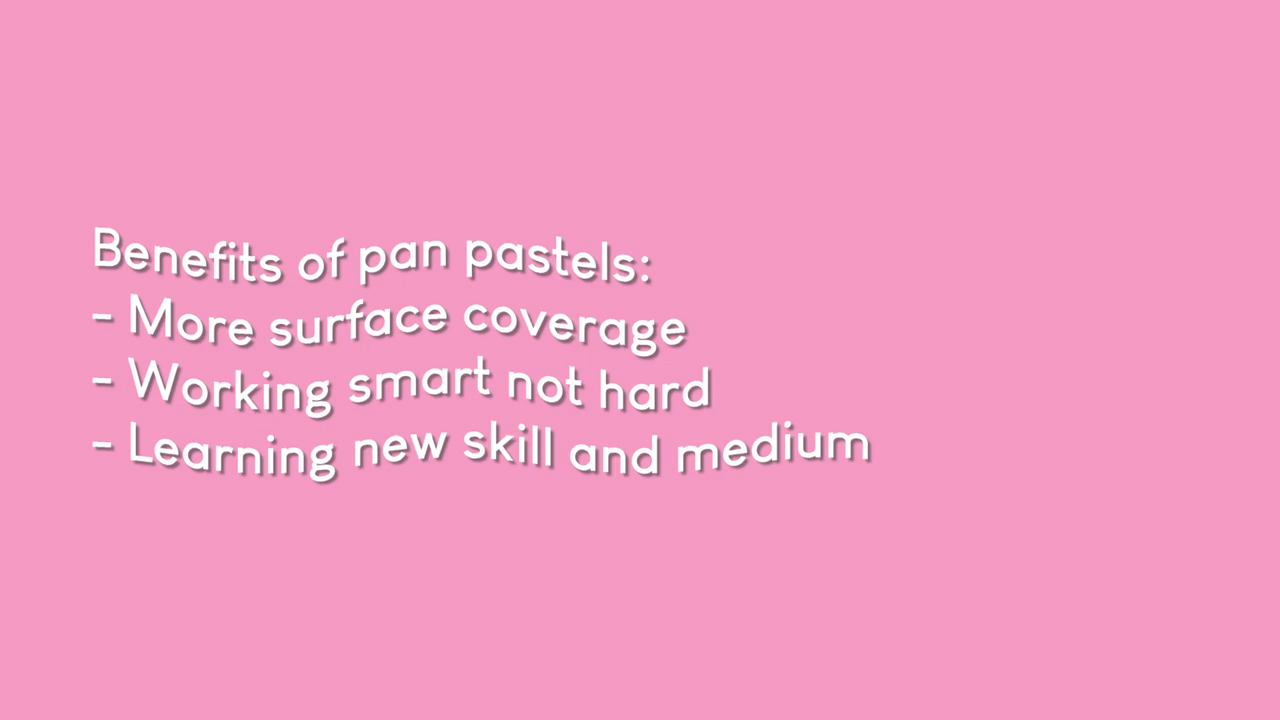 Benefits of pan pastels:
- More surface coverage
- Working smart not hard
- Learning new skill and medium